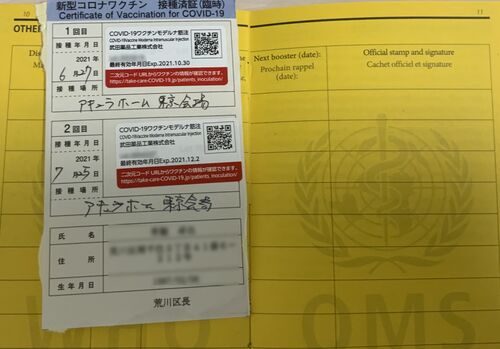 新型コロナワクチン 接種済証(臨時)
Certificate of Vaccination for COVID-19
1回目
接種年月日
2021年
6月27日
接種場所
COVID-19ワクチンモデルナ筋注
COVID-19 Vaccine Moderna Intramuscular Injection
武田薬品工業株式会社
最終有効年月日Exp.2021.10.30
二次元コード URLからワクチンの情報が確認できます。
https://take-care-COVID-19.jp/patients_inoculation/
アキュラホーム 東京会場
2回目
接種年月日
2021年
7月25日
接種場所
COVID-19ワクチンモデルナ筋注
COVID-19 Vaccine Moderna Intramuscular Injection
武田薬品工業株式会社
最終有効年月日Exp.2021.12.2
二次元コード URLからワクチンの情報が確認できます。
https://take-care-COVID-19.jp/patients_inoculation/
アキュラホーム 東京会場
氏名
住所
生年月日
荒川区長
10
OTHER
Dis
Ma
11
Next booster (date):
Prochain rappel
(date):
Official stamp and signature
Cachet officiel et signature
WHO OMS